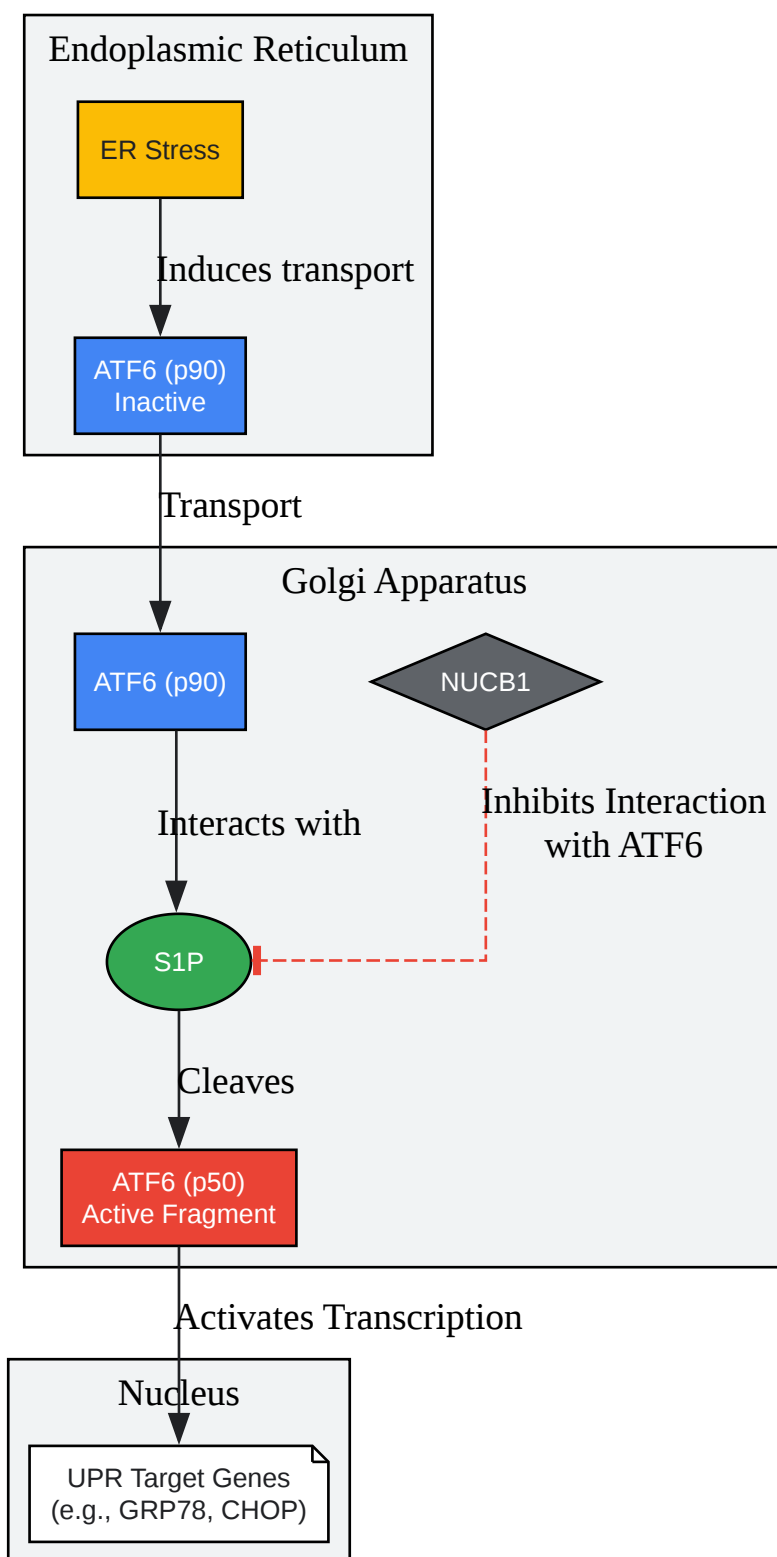 Endoplasmic Reticulum
ER Stress
Induces transport
ATF6 (p90)
Inactive
Transport
Golgi Apparatus
ATF6 (p90)
NUCB1
Interacts with
Inhibits Interaction
with ATF6
S1P
Cleaves
ATF6 (p50)
Active Fragment
Activates Transcription
Nucleus
UPR Target Genes
(e.g., GRP78, CHOP)